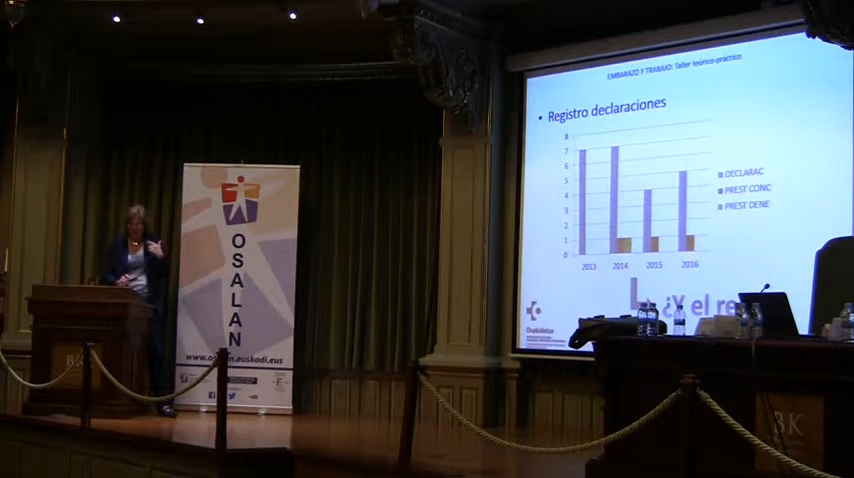 EMBARAZO Y TRABAJO: Taller teórico-práctico
• Registro declaraciones
8
7
6
5
4
3
2
1
0
2013 2014 2015 2016
DECLARAC
PREST CONC
PREST DENE
¿Y el re
Osakidetza
OSALAN
www.osalan.euskadi.eus
BK
BK